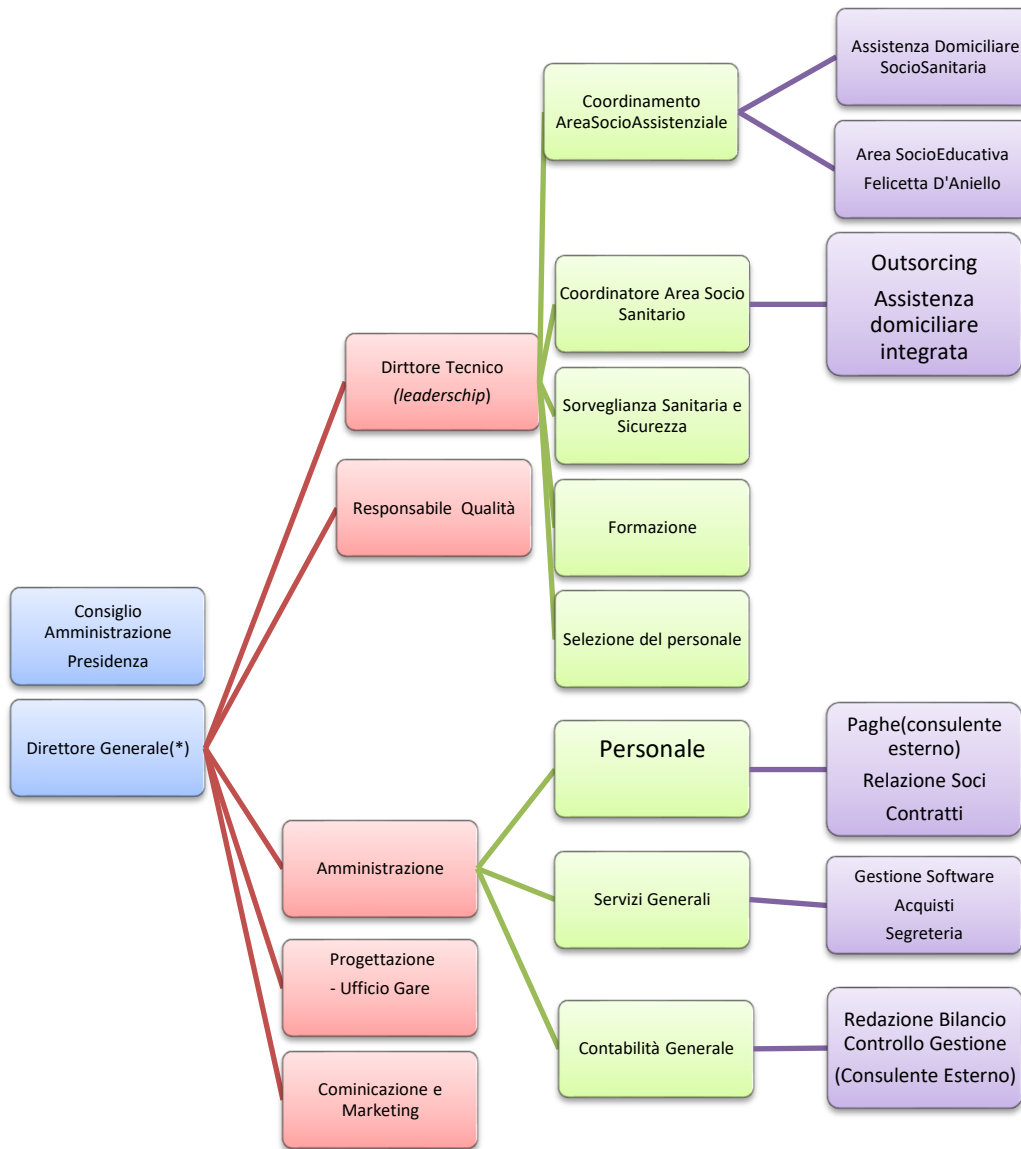 Assistenza Domiciliare
SocioSanitaria
Coordinamento
AreaSocioAssistenziale
Area SocioEducativa
Felicetta D'Aniello
Outsorcing
Assistenza
domiciliare
integrata
Coordinatore Area Socio
Sanitario
Dirttore Tecnico
(leaderschip)
Sorveglianza Sanitaria e
Sicurezza
Responsabile Qualità
Formazione
Consiglio
Amministrazione
Presidenza
Selezione del personale
Direttore Generale(*)
Personale
Paghe(consulente
esterno)
Relazione Soci
Contratti
Amministrazione
Servizi Generali
Gestione Software
Acquisti
Segreteria
Progettazione
- Ufficio Gare
Contabilità Generale
Redazione Bilancio
Controllo Gestione
(Consulente Esterno)
Cominicazione e
Marketing